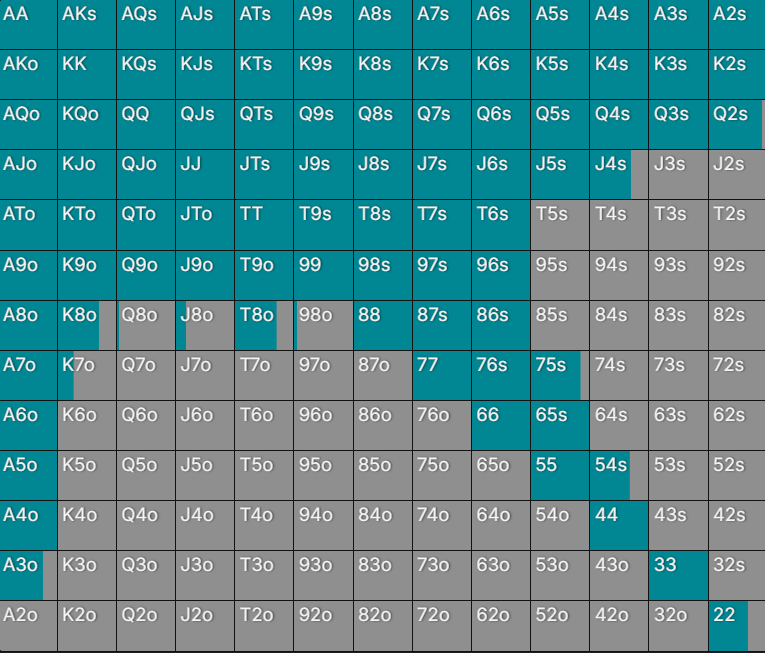 AA AKs AQs AJs ATs A9s A8s A7s A6s A5s A4s A3s A2s
AKo KK KQs KJs KTs K9s K8s K7s K6s K5s K4s K3s K2s
AQo KQo QQ QJs QTs Q9s Q8s Q7s Q6s Q5s Q4s Q3s Q2s
AJo KJo QJo JJ JTs J9s J8s J7s J6s J5s J4s J3s J2s
ATo KTo QTo JTo TT T9s T8s T7s T6s T5s T4s T3s T2s
A9o K9o Q9o J9o T9o 99 98s 97s 96s 95s 94s 93s 92s
A8o K8o Q8o J8o T8o 98o 88 87s 86s 85s 84s 83s 82s
A7o K7o Q7o J7o T7o 97o 87o 77 76s 75s 74s 73s 72s
A6o K6o Q6o J6o T6o 96o 86o 76o 66 65s 64s 63s 62s
A5o K5o Q5o J5o T5o 95o 85o 75o 65o 55 54s 53s 52s
A4o K4o Q4o J4o T4o 94o 84o 74o 64o 54o 44 43s 42s
A3o K3o Q3o J3o T3o 93o 83o 73o 63o 53o 43o 33 32s
A2o K2o Q2o J2o T2o 92o 82o 72o 62o 52o 42o 32o 22